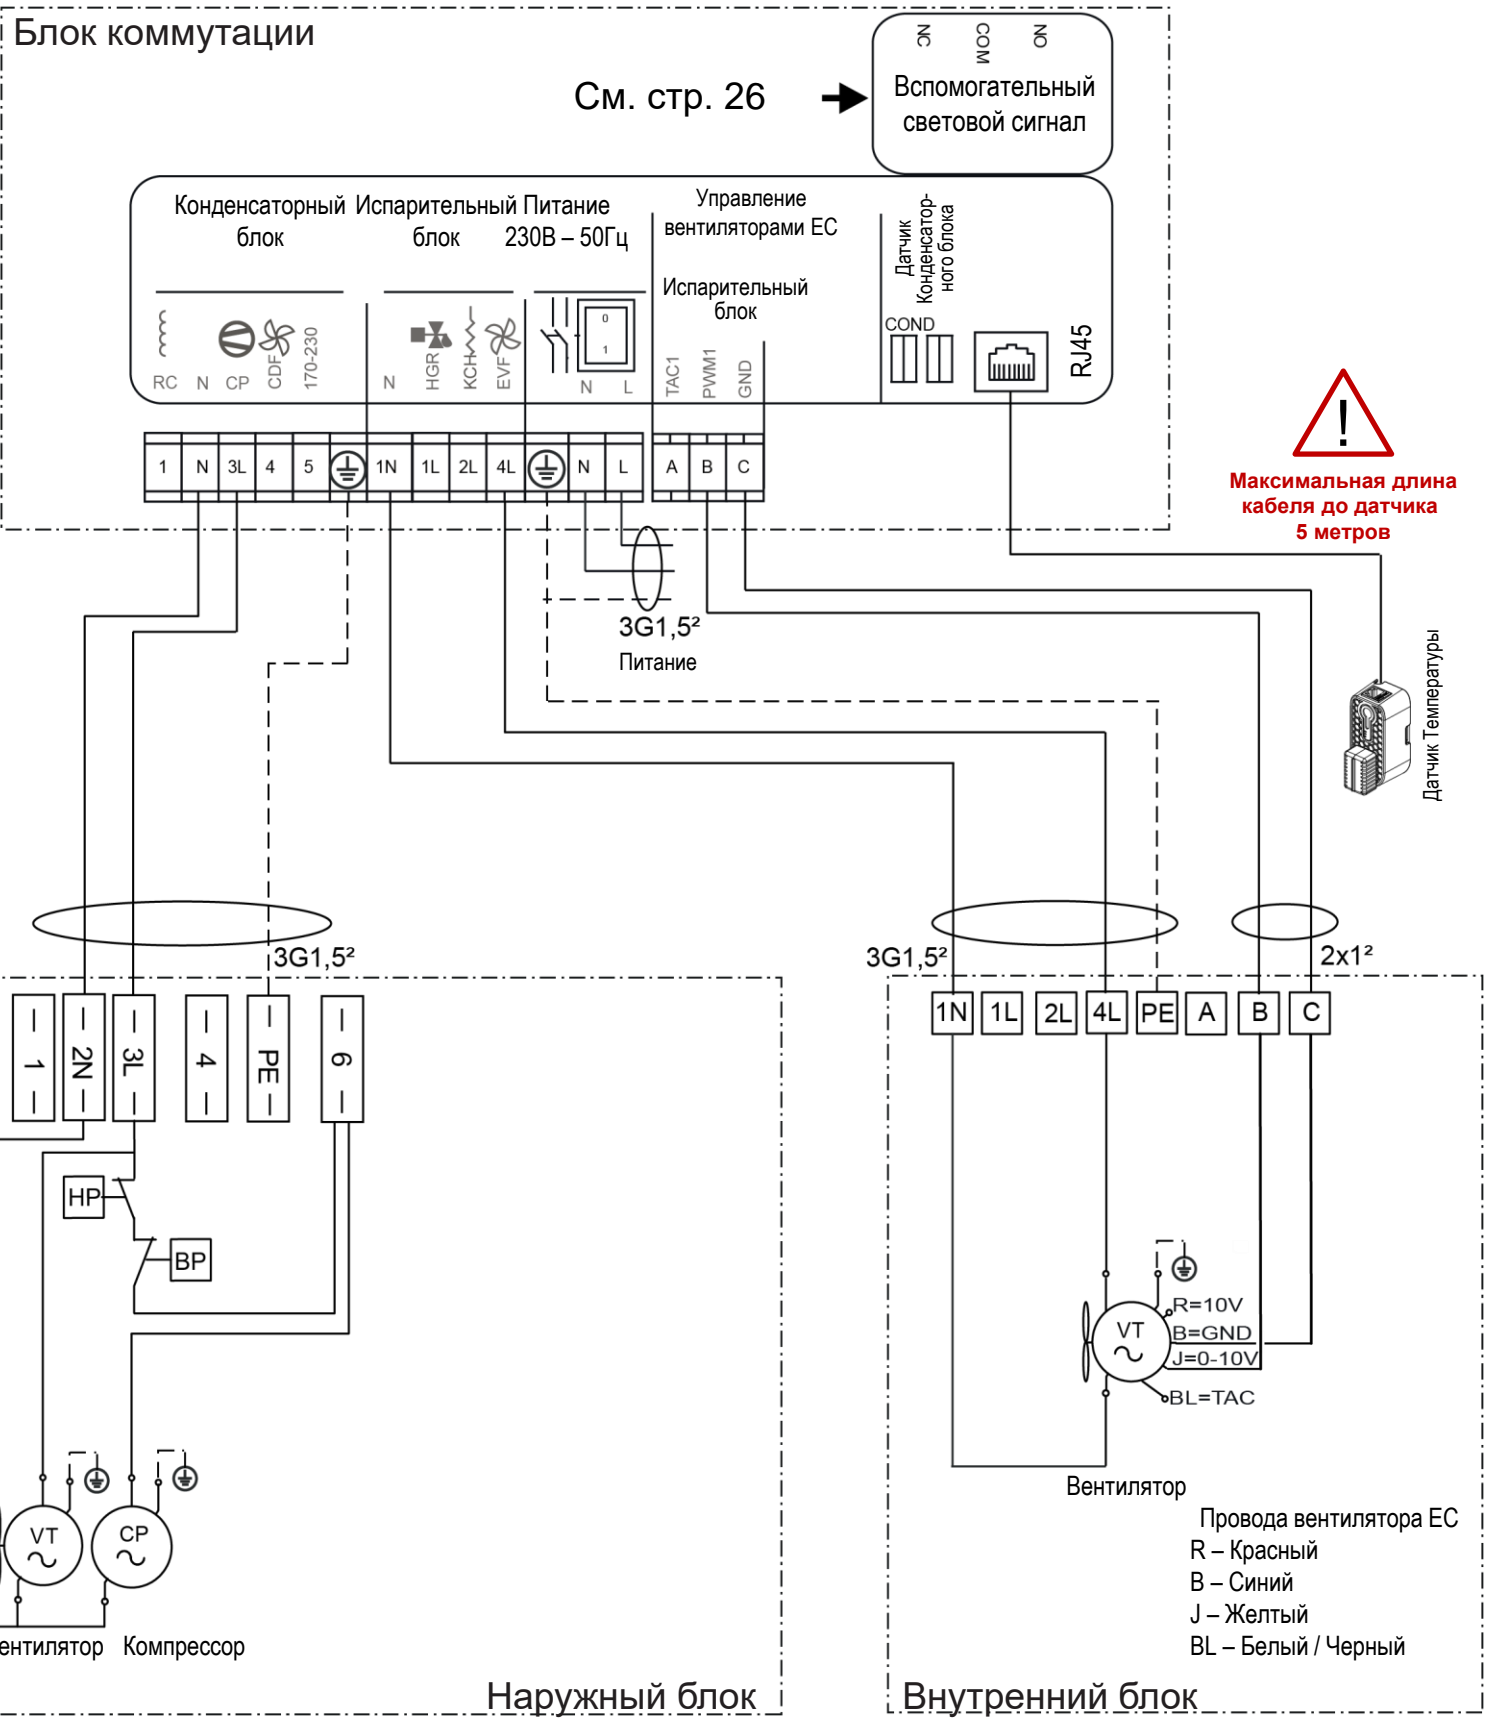 Блок коммутации
NC COM NO
См. стр. 26
Вспомогательный
световой сигнал
Конденсаторный
блок
Испарительный
блок
Питание
230В – 50Гц
Управление
вентиляторами ЕС
Испарительный
блок
Датчик
Конденсатор-
ного блока
COND
RJ45
RC N CP CDF 170-230
N HGR KCH EVF
0
1
N L
TAC1 PWM1 GND
1 N 3L 4 5 1N 1L 2L 4L N L A B C
!
Максимальная длина
кабеля до датчика
5 метров
3G1,5²
Питание
Датчик Температуры
3G1,5²
3G1,5²
2x1²
1 2N 3L 4 PE 6
1N 1L 2L 4L PE A B C
HP
BP
VT
CP
ентилятор Компрессор
Наружный блок
VT
R=10V
B=GND
J=0-10V
BL=TAC
Вентилятор
Провода вентилятора ЕС
R – Красный
B – Синий
J – Желтый
BL – Белый / Черный
Внутренний блок